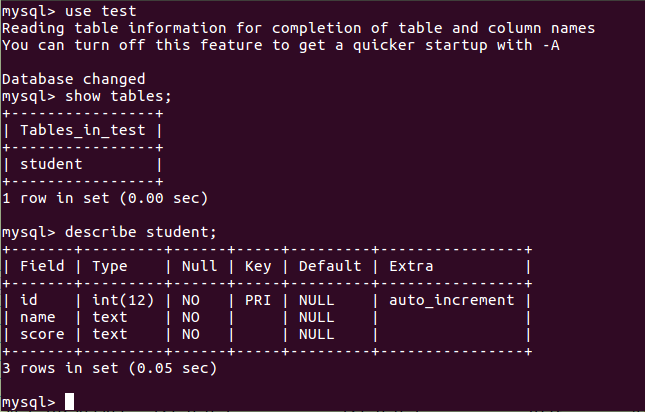 mysql> use test
Reading table information for completion of table and column names
You can turn off this feature to get a quicker startup with -A
Database changed
mysql> show tables;
+----------------+
| Tables_in_test |
+----------------+
| student        |
+----------------+
1 row in set (0.00 sec)
mysql> describe student;
+-------+---------+------+-----+---------+----------------+
| Field | Type    | Null | Key | Default | Extra          |
+-------+---------+------+-----+---------+----------------+
| id    | int(12) | NO   | PRI | NULL    | auto_increment |
| name  | text    | NO   |     | NULL    |                |
| score | text    | NO   |     | NULL    |                |
+-------+---------+------+-----+---------+----------------+
3 rows in set (0.05 sec)
mysql>